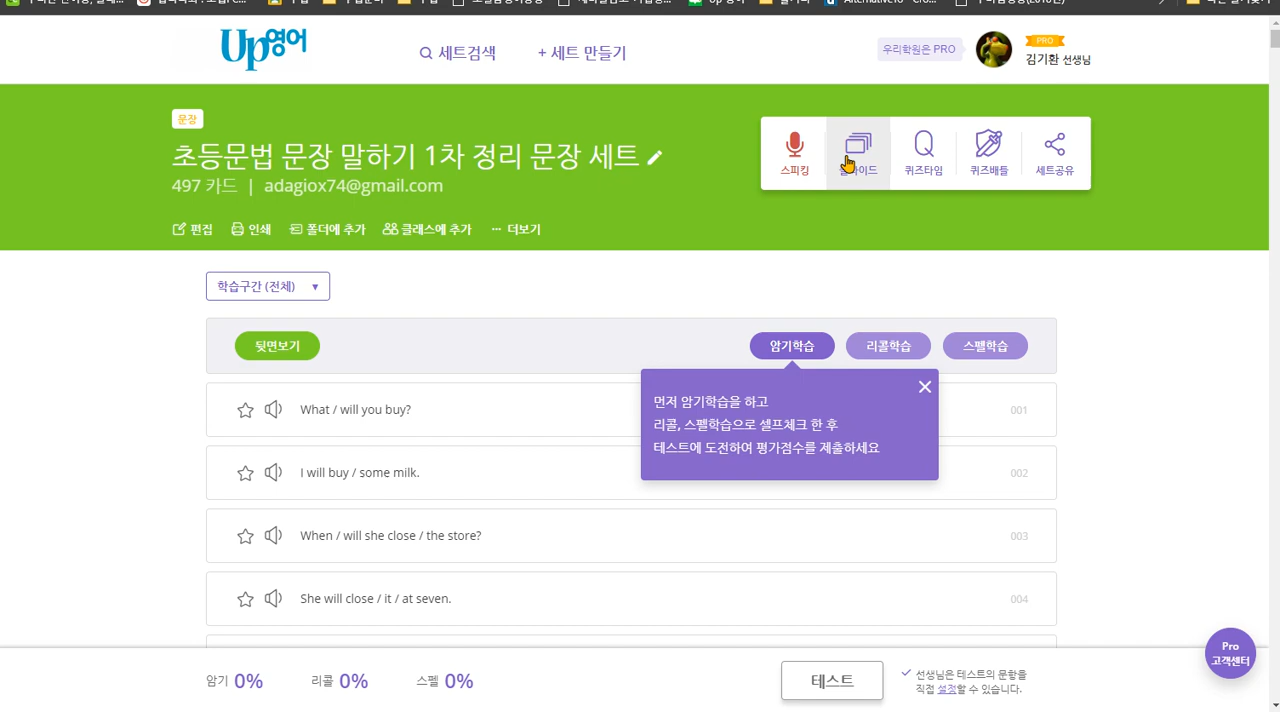 Up영어
세트검색
+ 세트 만들기
우리학원은 PRO
PRO
김기환 선생님
문장
초등문법 문장 말하기 1차 정리 문장 세트
497 카드 | adagiox74@gmail.com
스피킹
퀴즈타임
퀴즈배틀
세트공유
편집
인쇄
폴더에 추가
클래스에 추가
··· 더보기
학습구간 (전체) ▼
뒷면보기
암기학습
리콜학습
스펠학습
먼저 암기학습을 하고
리콜, 스펠학습으로 셀프체크 한 후
테스트에 도전하여 평가점수를 제출하세요
What / will you buy?
001
I will buy / some milk.
002
When / will she close / the store?
003
She will close / it / at seven.
004
암기 0%
리콜 0%
스펠 0%
테스트
선생님은 테스트의 문항을
직접 설정할 수 있습니다.
Pro
고객센터